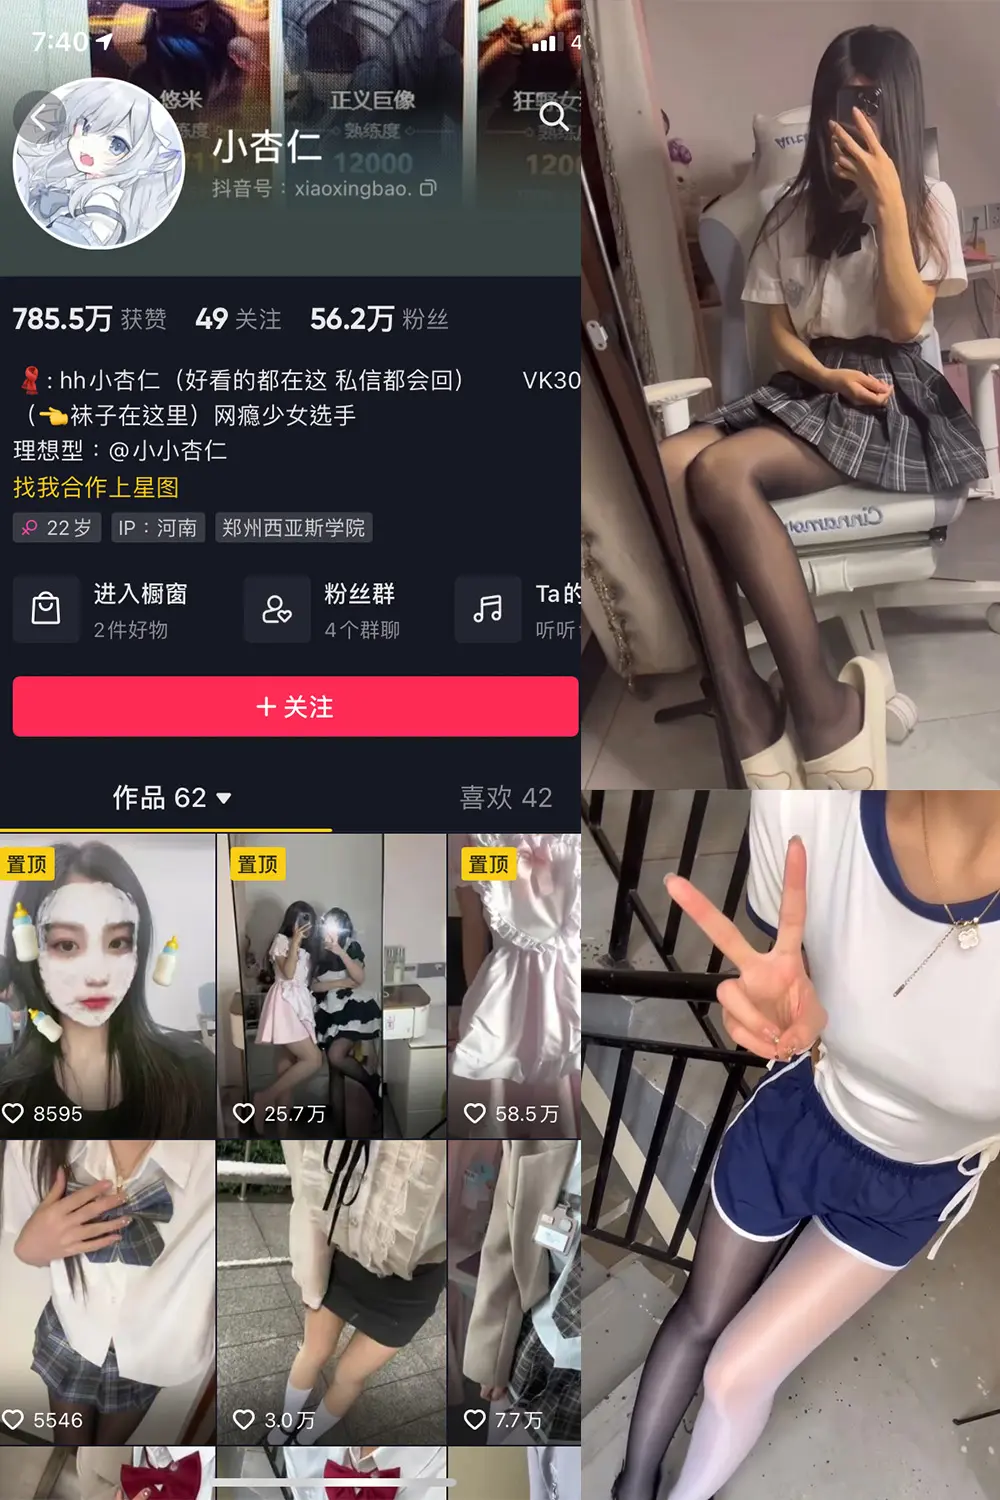 7:40
4
悠米
正义巨像
狂野女
熟练度
熟练度
12000
120
小杏仁
抖音号：xiaoxingbao.
785.5万 获赞 49 关注 56.2万 粉丝
：hh小杏仁（好看的都在这 私信都会回） VK30
（👈袜子在这里）网瘾少女选手
理想型：@小小杏仁
找我合作上星图
22岁 IP：河南 郑州西亚斯学院
进入橱窗 粉丝群 Ta的
2件好物 4个群聊 听听
＋关注
作品 62 喜欢 42
置顶 置顶 置顶
8595 25.7万 58.5万
5546 3.0万 7.7万
Cinnamo